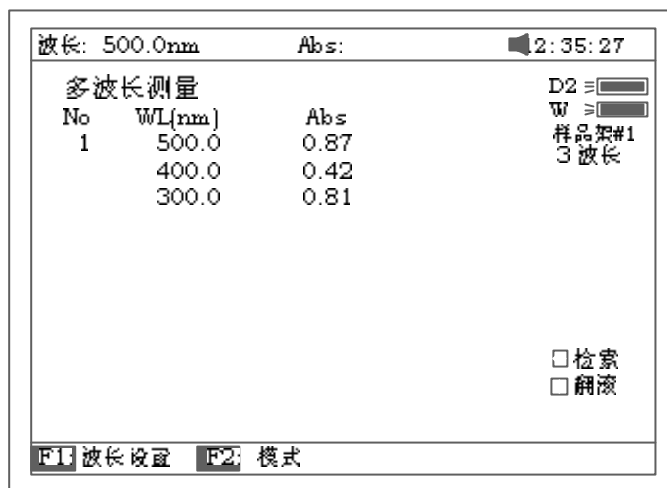 波长: 500.0nm Abs: 2:35:27
多波长测量
D2
No WL(nm) Abs
W
1 500.0 0.87
样品架#1
3波长
400.0 0.42
300.0 0.81
□检索
□翻滚
F1: 波长设置 F2: 模式